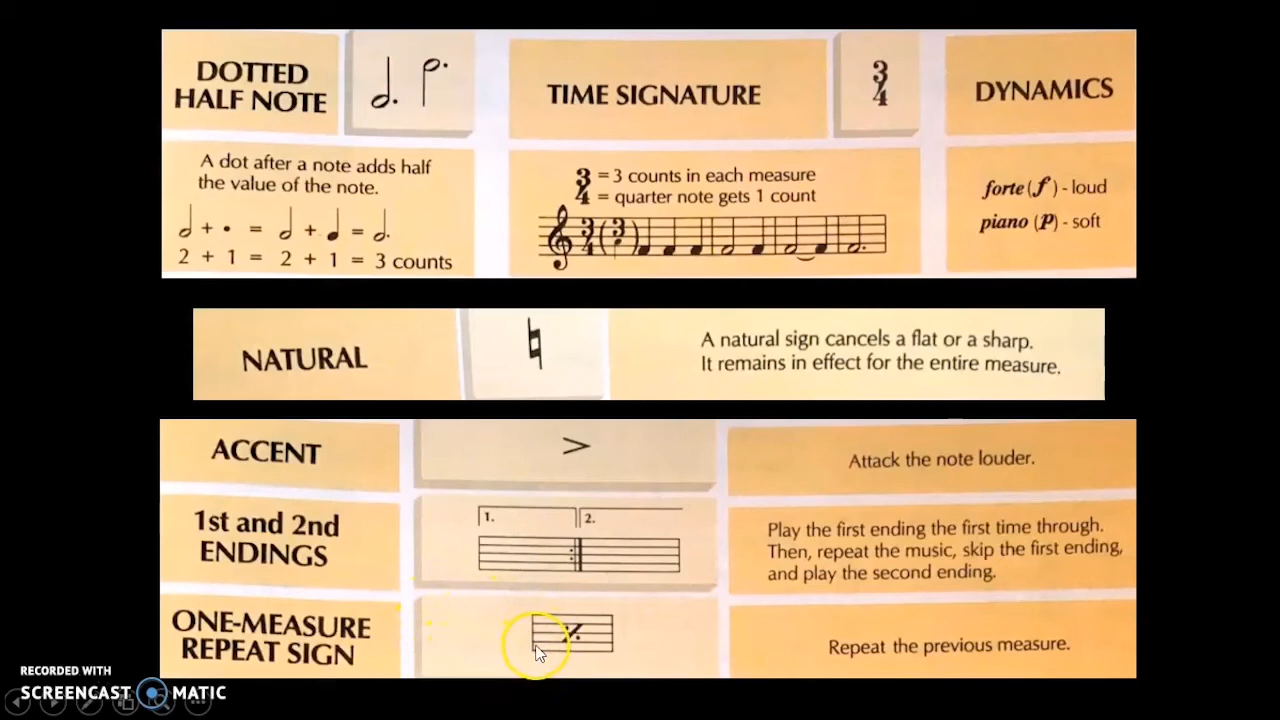 DOTTED
HALF NOTE
A dot after a note adds half
the value of the note.
+ • = + =
2 + 1 = 2 + 1 = 3 counts
TIME SIGNATURE
3
4
3 = 3 counts in each measure
4 = quarter note gets 1 count
3 (3
4
DYNAMICS
forte (f) - loud
piano (p) - soft
NATURAL
♮
A natural sign cancels a flat or a sharp.
It remains in effect for the entire measure.
ACCENT
>
Attack the note louder.
1st and 2nd
ENDINGS
1. 2.
Play the first ending the first time through.
Then, repeat the music, skip the first ending,
and play the second ending.
ONE-MEASURE
REPEAT SIGN
Repeat the previous measure.
RECORDED WITH
SCREENCAST MATIC